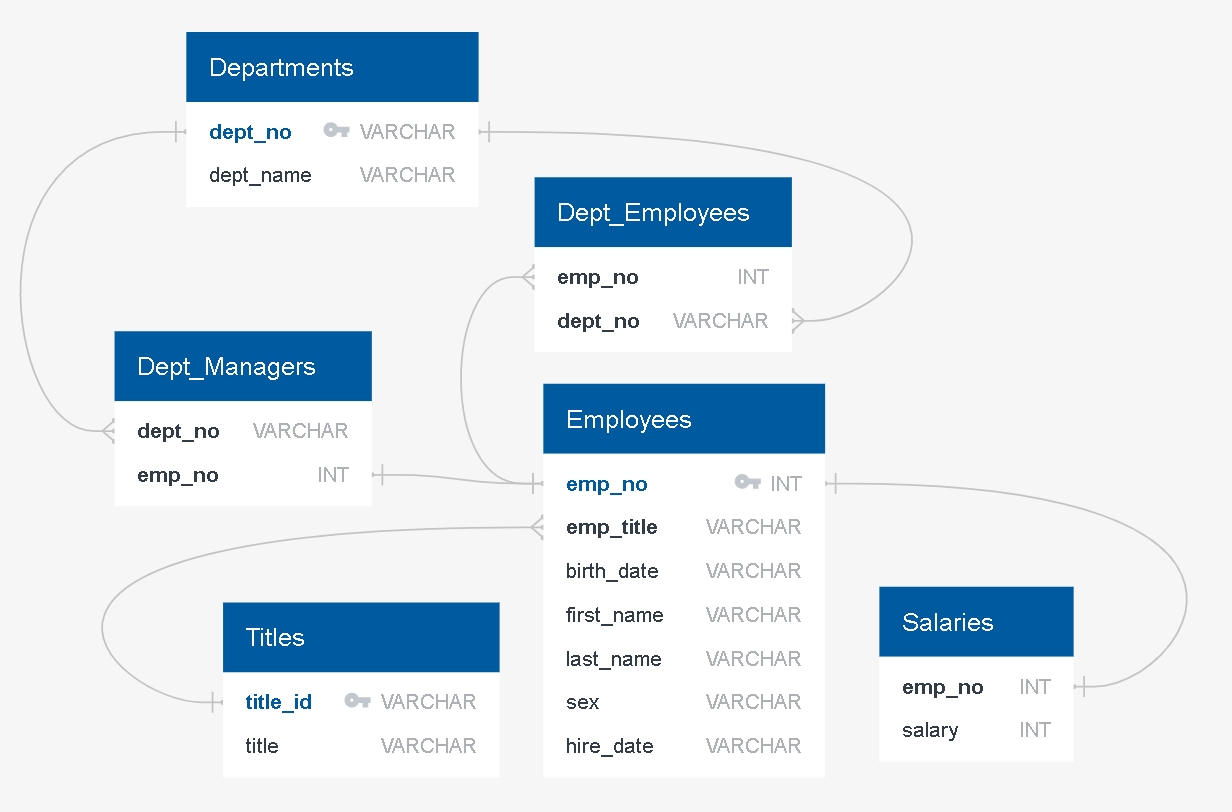 Departments
dept_no VARCHAR
dept_name VARCHAR
Dept_Employees
emp_no INT
dept_no VARCHAR
Dept_Managers
dept_no VARCHAR
emp_no INT
Employees
emp_no INT
emp_title VARCHAR
birth_date VARCHAR
first_name VARCHAR
last_name VARCHAR
sex VARCHAR
hire_date VARCHAR
Titles
title_id VARCHAR
title VARCHAR
Salaries
emp_no INT
salary INT